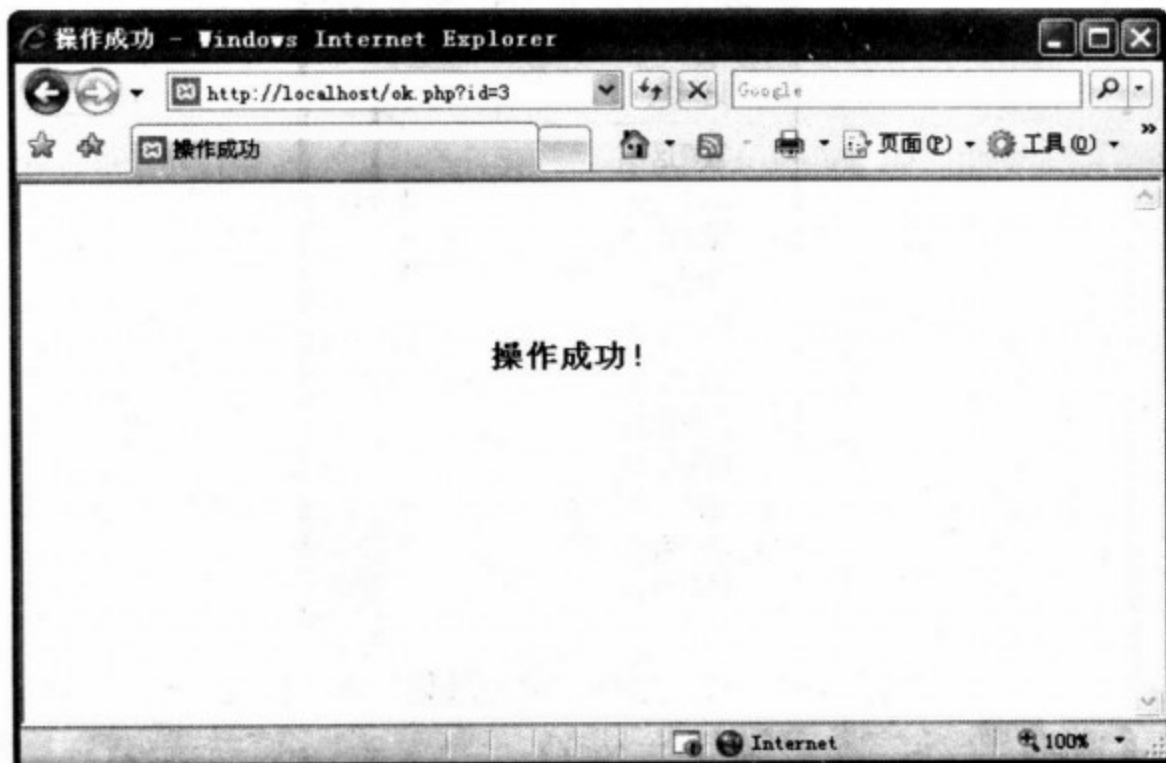 操作成功 - Windows Internet Explorer
http://localhost/ok.php?id=3
Google
操作成功
页面(P)
工具(O)
»
操作成功!
Internet
100%